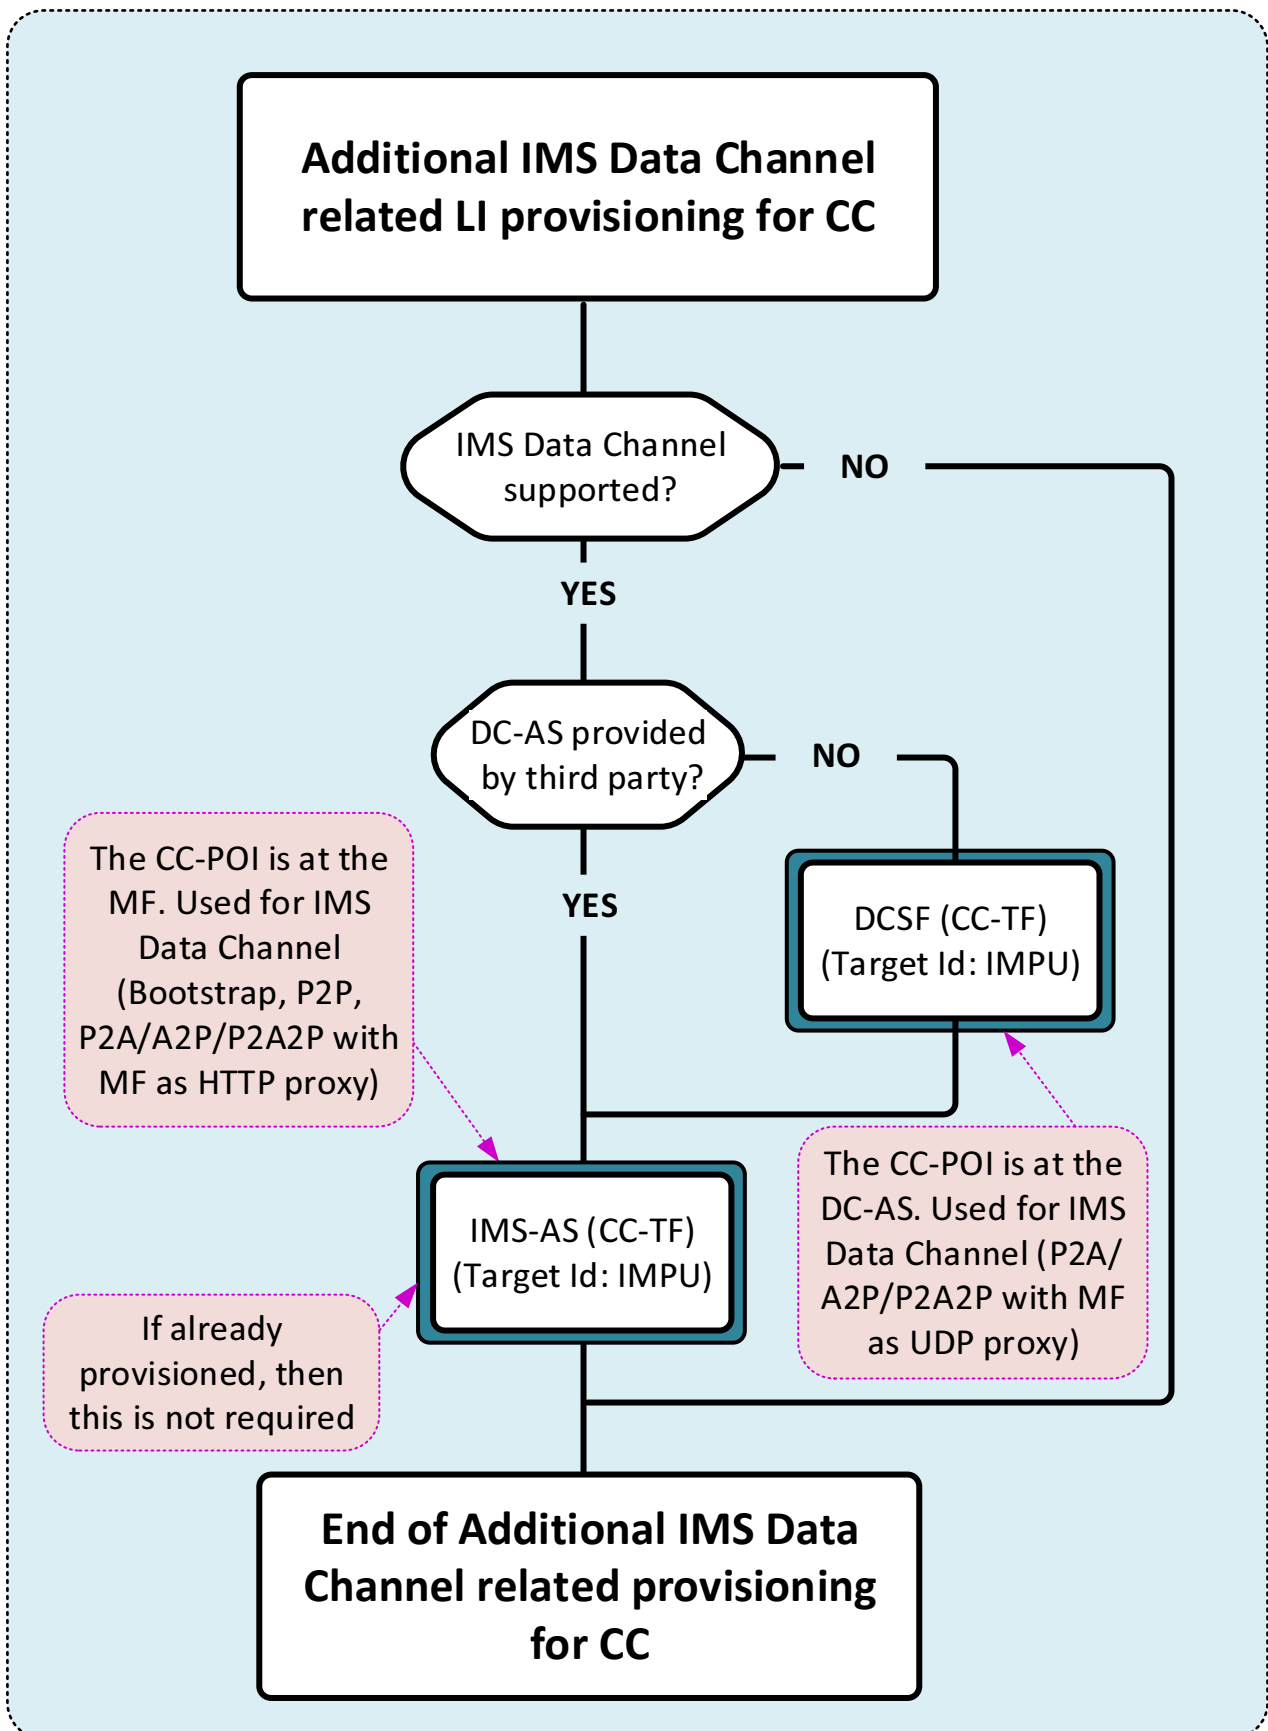 Additional IMS Data Channel
related LI provisioning for CC
IMS Data Channel
supported?
NO
YES
DC-AS provided
by third party?
NO
YES
The CC-POI is at the
MF. Used for IMS
Data Channel
(Bootstrap, P2P,
P2A/A2P/P2A2P with
MF as HTTP proxy)
DCSF (CC-TF)
(Target Id: IMPU)
The CC-POI is at the
DC-AS. Used for IMS
Data Channel (P2A/
A2P/P2A2P with MF
as UDP proxy)
IMS-AS (CC-TF)
(Target Id: IMPU)
If already
provisioned, then
this is not required
End of Additional IMS Data
Channel related provisioning
for CC